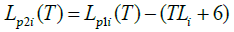 L_{p2i}(T) = L_{p1i}(T) − (TL_i + 6)